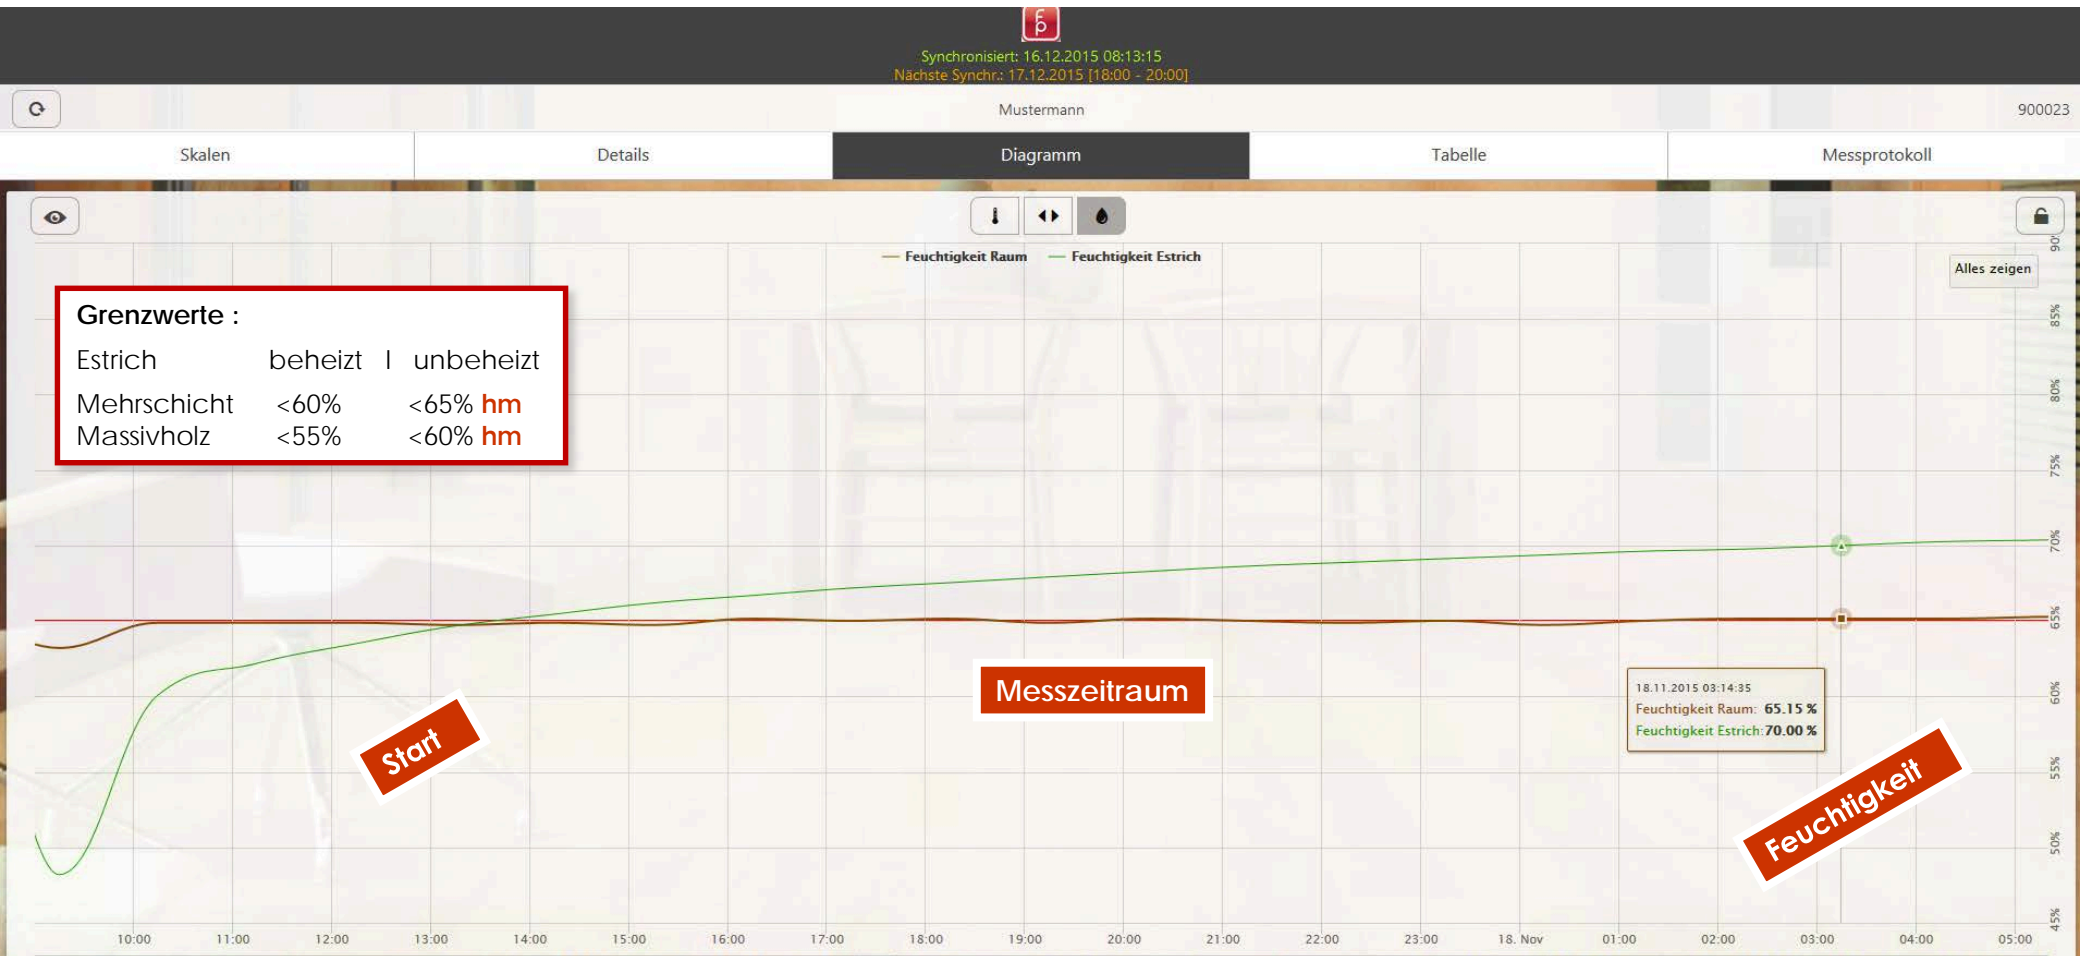 Fp
Synchronisiert: 16.12.2015 08:13:15
Nächste Synchr.: 17.12.2015 [18:00 - 20:00]
Mustermann
900023
Skalen
Details
Diagramm
Tabelle
Messprotokoll
Feuchtigkeit Raum
Feuchtigkeit Estrich
Alles zeigen
Grenzwerte :
Estrich beheizt l unbeheizt
Mehrschicht <60% <65% hm
Massivholz <55% <60% hm
90%
85%
80%
75%
70%
65%
60%
55%
50%
45%
Start
Messzeitraum
18.11.2015 03:14:35
Feuchtigkeit Raum: 65.15 %
Feuchtigkeit Estrich: 70.00 %
Feuchtigkeit
10:00 11:00 12:00 13:00 14:00 15:00 16:00 17:00 18:00 19:00 20:00 21:00 22:00 23:00 18. Nov 01:00 02:00 03:00 04:00 05:00